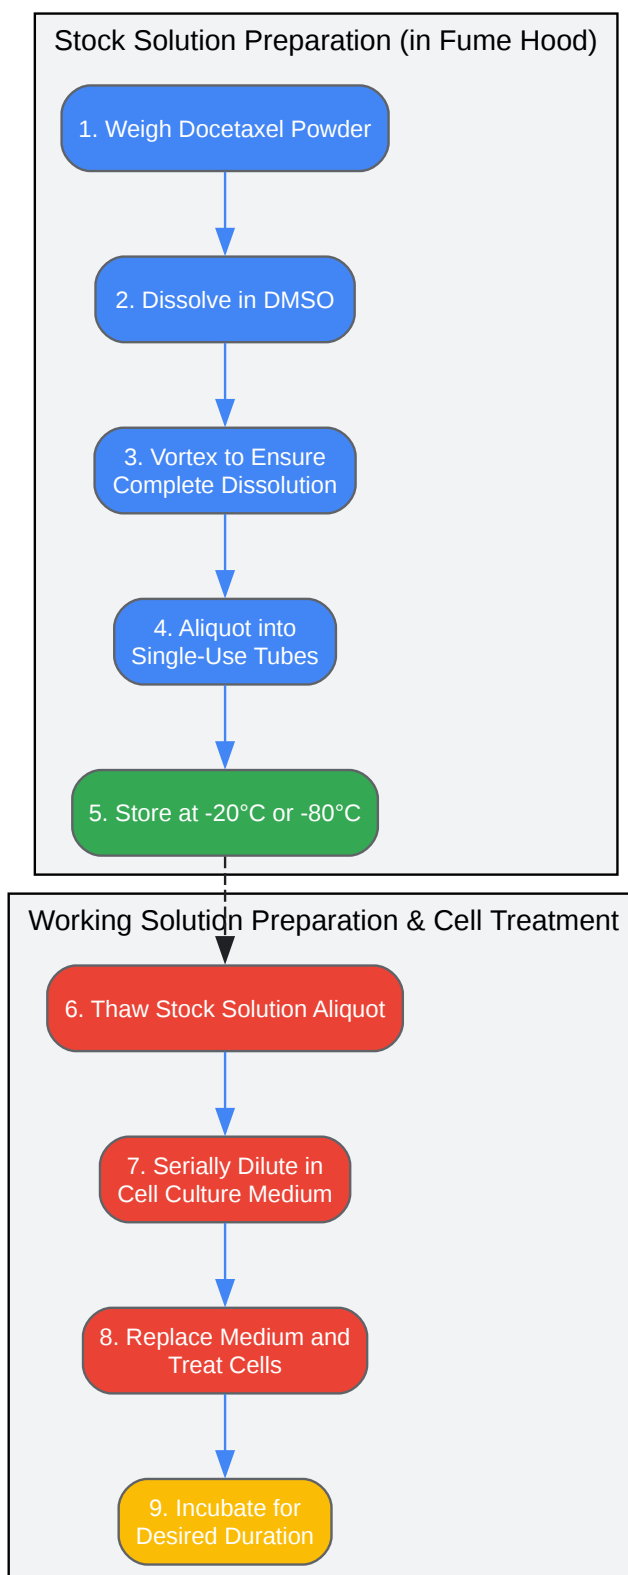 Stock Solution Preparation (in Fume Hood)
1. Weigh Docetaxel Powder
2. Dissolve in DMSO
3. Vortex to Ensure
Complete Dissolution
4. Aliquot into
Single-Use Tubes
5. Store at -20°C or -80°C
Working Solution Preparation & Cell Treatment
6. Thaw Stock Solution Aliquot
7. Serially Dilute in
Cell Culture Medium
8. Replace Medium and
Treat Cells
9. Incubate for
Desired Duration